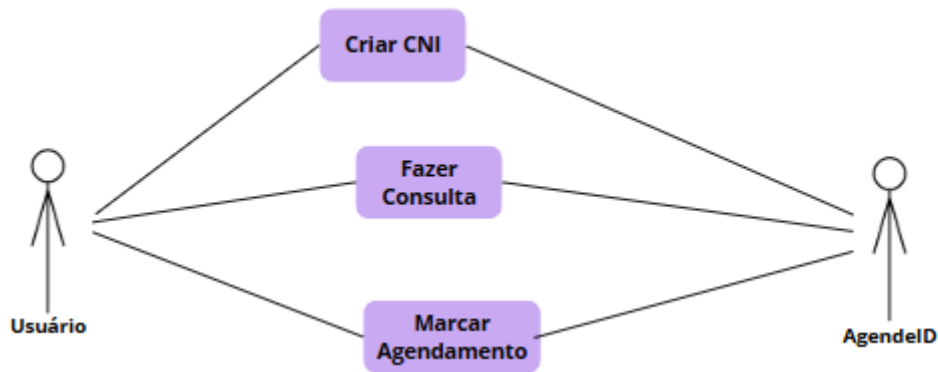 Criar CNI
Fazer
Consulta
Marcar
Agendamento
Usuário
AgendeID